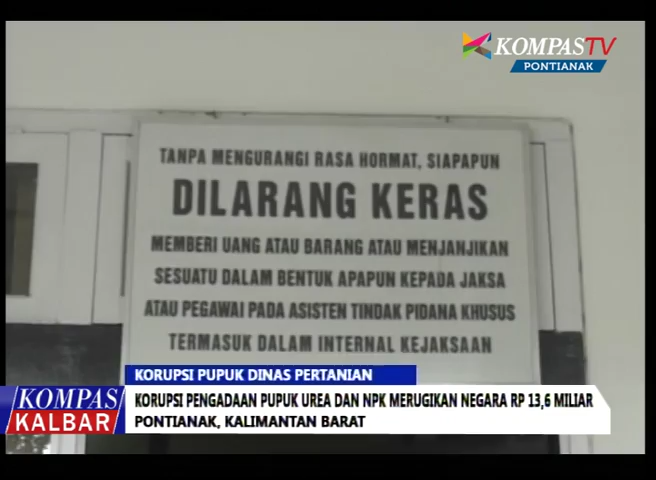 KOMPASTV
PONTIANAK
TANPA MENGURANGI RASA HORMAT, SIAPAPUN
DILARANG KERAS
MEMBERI UANG ATAU BARANG ATAU MENJANJIKAN
SESUATU DALAM BENTUK APAPUN KEPADA JAKSA
ATAU PEGAWAI PADA ASISTEN TINDAK PIDANA KHUSUS
TERMASUK DALAM INTERNAL KEJAKSAAN
KORUPSI PUPUK DINAS PERTANIAN
KOMPAS
KALBAR
KORUPSI PENGADAAN PUPUK UREA DAN NPK MERUGIKAN NEGARA RP 13,6 MILIAR
PONTIANAK, KALIMANTAN BARAT